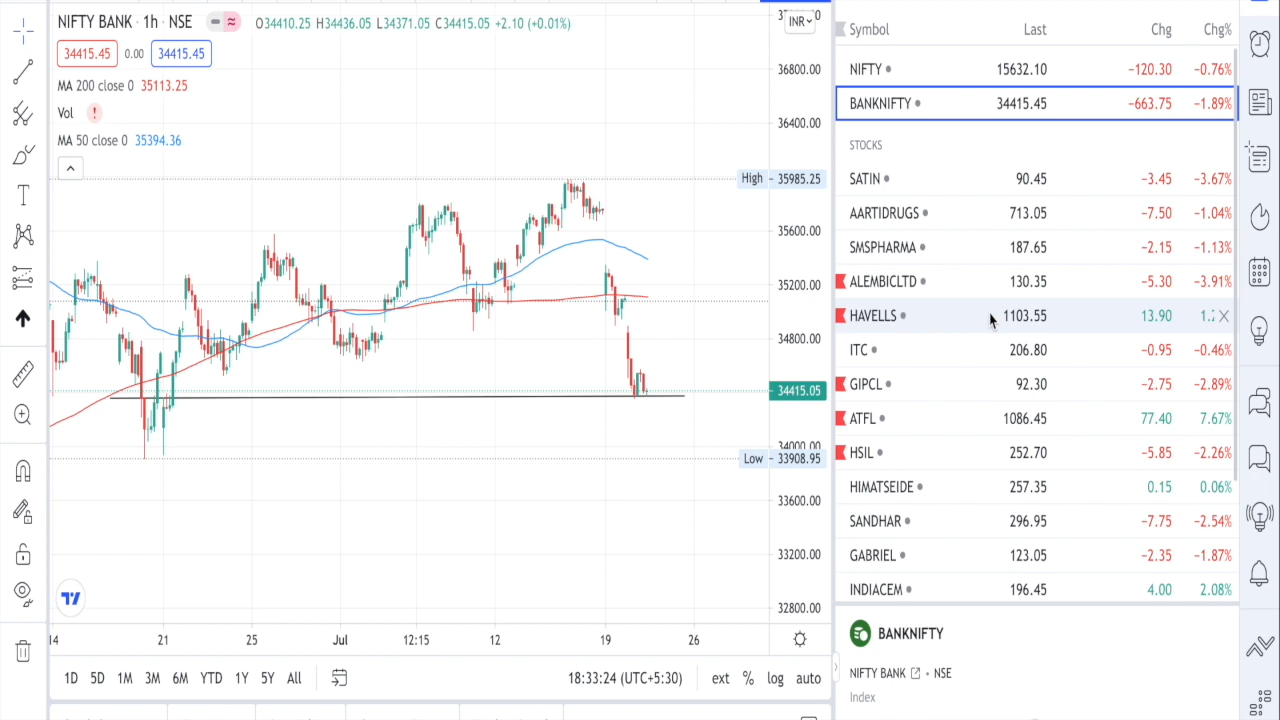 NIFTY BANK · 1h · NSE
O34410.25 H34436.05 L34371.05 C34415.05 +2.10 (+0.01%)
INR
34415.45 0.00 34415.45
MA 200 close 0 35113.25
Vol !
MA 50 close 0 35394.36
36800.00
36400.00
High 35985.25
35600.00
35200.00
34800.00
34415.05
34000.00
Low 33908.95
33600.00
33200.00
32800.00
14 21 25 Jul 12:15 12 19 26
1D 5D 1M 3M 6M YTD 1Y 5Y All 18:33:24 (UTC+5:30) ext % log auto
Symbol Last Chg Chg%
NIFTY 15632.10 −120.30 −0.76%
BANKNIFTY 34415.45 −663.75 −1.89%
STOCKS
SATIN 90.45 −3.45 −3.67%
AARTIDRUGS 713.05 −7.50 −1.04%
SMSPHARMA 187.65 −2.15 −1.13%
ALEMBICLTD 130.35 −5.30 −3.91%
HAVELLS 1103.55 13.90
ITC 206.80 −0.95 −0.46%
GIPCL 92.30 −2.75 −2.89%
ATFL 1086.45 77.40 7.67%
HSIL 252.70 −5.85 −2.26%
HIMATSEIDE 257.35 0.15 0.06%
SANDHAR 296.95 −7.75 −2.54%
GABRIEL 123.05 −2.35 −1.87%
INDIACEM 196.45 4.00 2.08%
BANKNIFTY
NIFTY BANK • NSE
Index